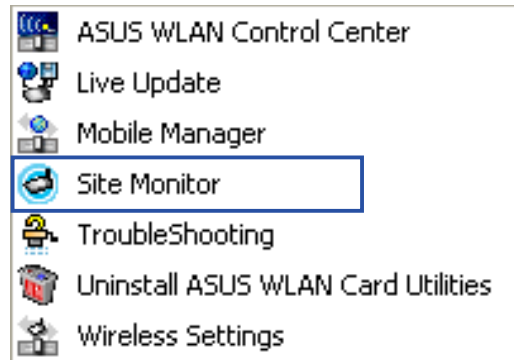 ASUS WLAN Control Center
Live Update
Mobile Manager
Site Monitor
TroubleShooting
Uninstall ASUS WLAN Card Utilities
Wireless Settings